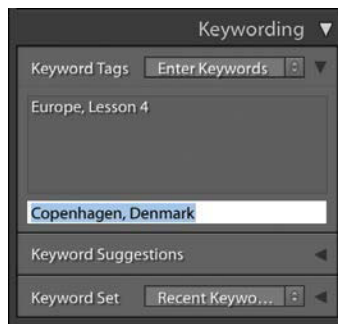 Keywording
Keyword Tags Enter Keywords
Europe, Lesson 4
Copenhagen, Denmark
Keyword Suggestions
Keyword Set Recent Keywo...